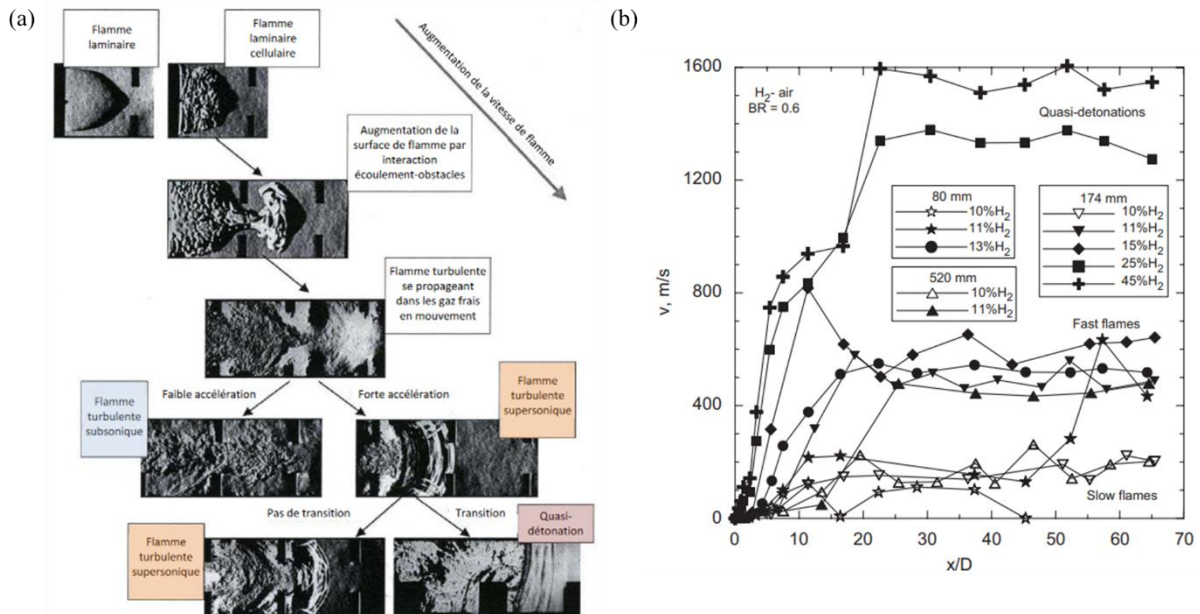 (a)
Flamme
laminaire
Flamme
laminaire
cellulaire
Augmentation de la vitesse de flamme
Augmentation de la
surface de flamme par
interaction
écoulement-obstacles
Flamme turbulente
se propageant
dans les gaz frais
en mouvement
Faible accélération
Forte accélération
Flamme
turbulente
subsonique
Flamme
turbulente
supersonique
Pas de transition
Transition
Quasi-
détonation
Flamme
turbulente
supersonique
(b)
1600
1200
800
400
0
v, m/s
H2- air
BR = 0.6
Quasi-detonations
80 mm
10%H2
11%H2
13%H2
520 mm
10%H2
11%H2
174 mm
10%H2
11%H2
15%H2
25%H2
45%H2
Fast flames
Slow flames
0 10 20 30 40 50 60 70
x/D